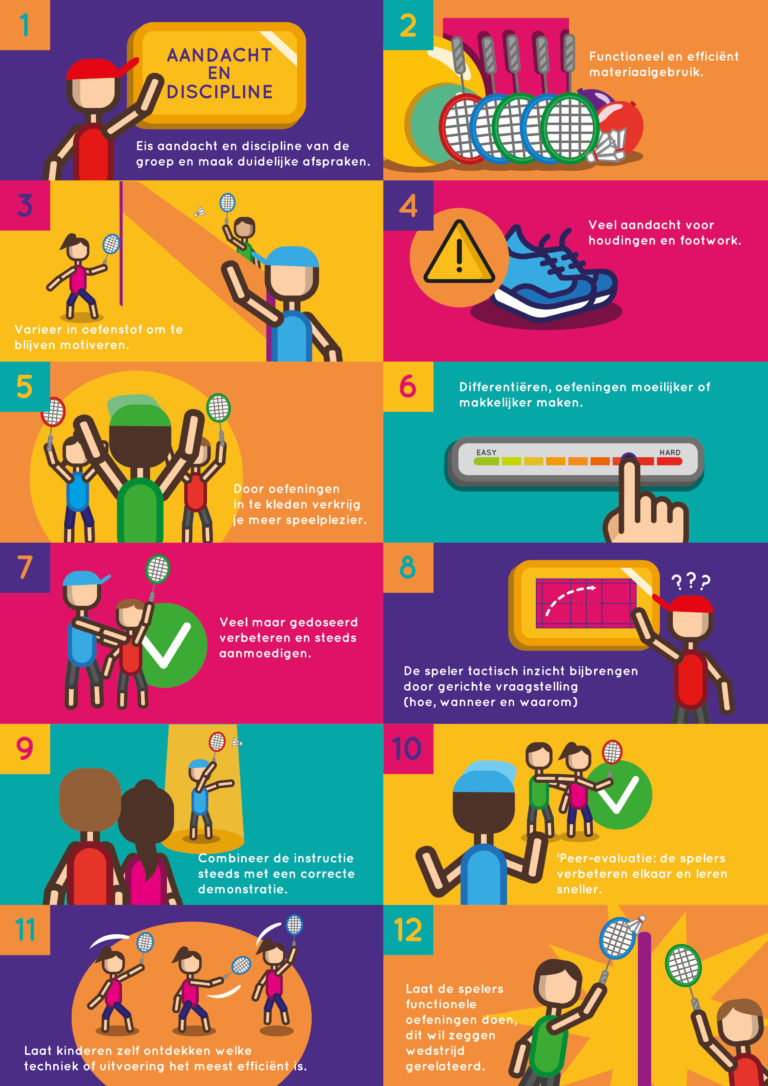 1
AANDACHT
EN
DISCIPLINE
Eis aandacht en discipline van de
groep en maak duidelijke afspraken.
2
Functioneel en efficiënt
materiaalgebruik.
3
Varieer in oefenstof om te
blijven motiveren.
4
!
Veel aandacht voor
houdingen en footwork.
5
Door oefeningen
in te kleden verkrijg
je meer speelplezier.
6
Differentiëren, oefeningen moeilijker of
makkelijker maken.
EASY HARD
7
Veel maar gedoseerd
verbeteren en steeds
aanmoedigen.
8
???
De speler tactisch inzicht bijbrengen
door gerichte vraagstelling
(hoe, wanneer en waarom)
9
Combineer de instructie
steeds met een correcte
demonstratie.
10
'Peer-evaluatie: de spelers
verbeteren elkaar en leren
sneller.
11
Laat kinderen zelf ontdekken welke
techniek of uitvoering het meest efficiënt is.
12
Laat de spelers
functionele
oefeningen doen,
dit wil zeggen
wedstrijd
gerelateerd.